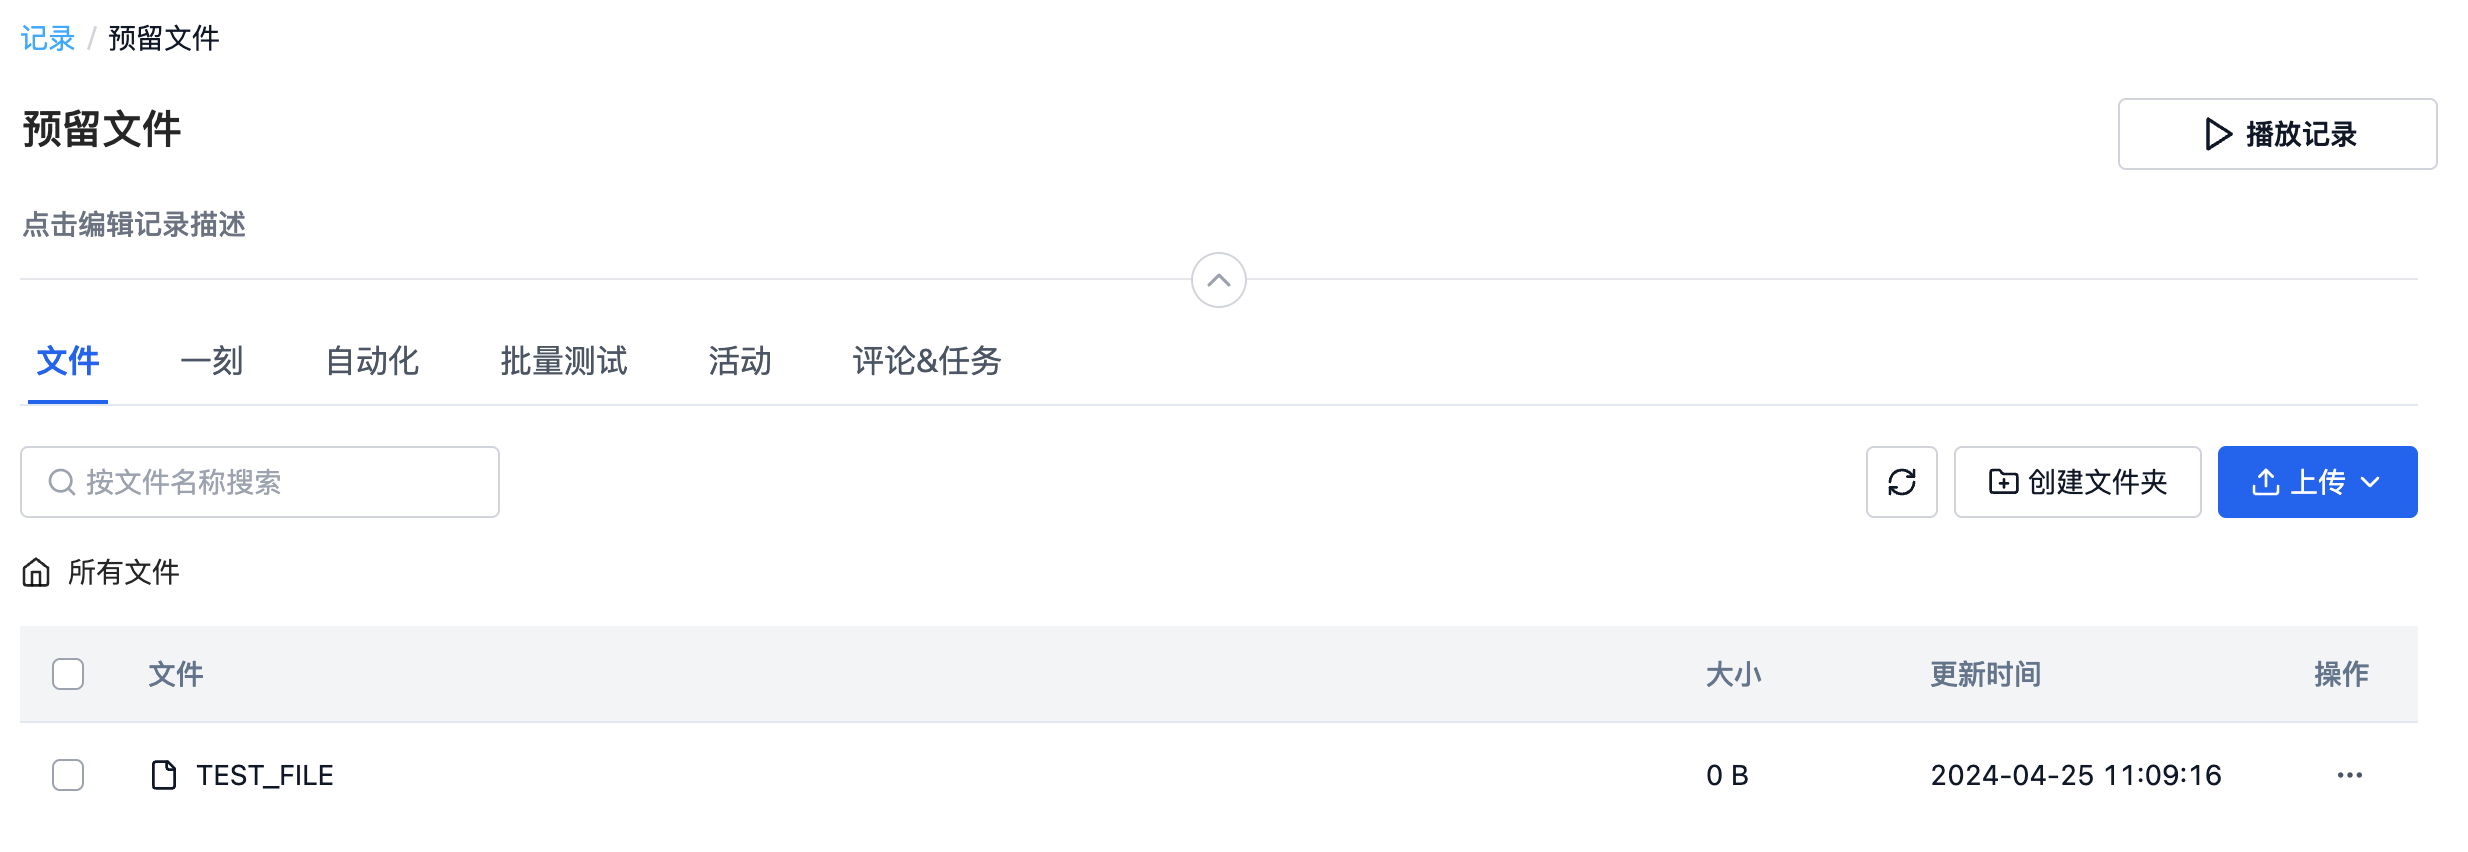 记录 / 预留文件
预留文件
播放记录
点击编辑记录描述
文件 一刻 自动化 批量测试 活动 评论&任务
按文件名称搜索 创建文件夹 上传
所有文件
文件 大小 更新时间 操作
TEST_FILE 0 B 2024-04-25 11:09:16 ···